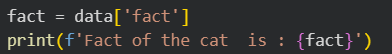 fact = data['fact']
print(f'Fact of the cat  is : {fact}')